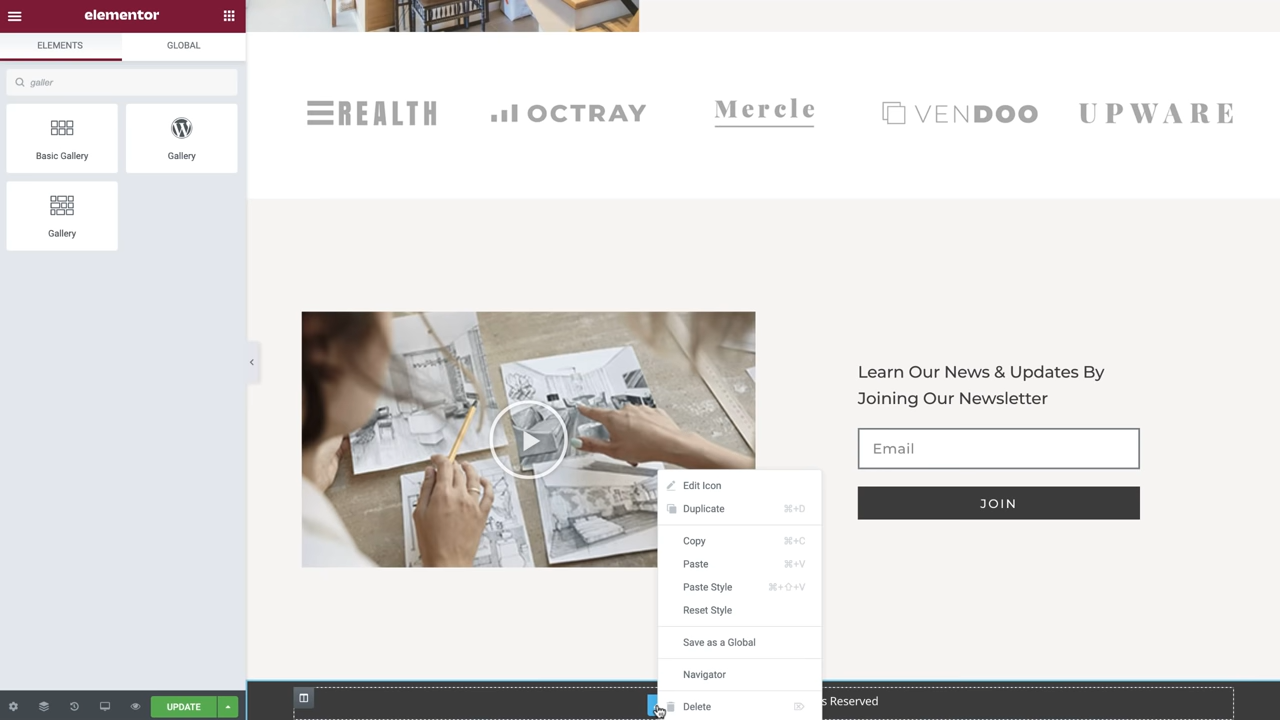 elementor
ELEMENTS
GLOBAL
galler
Basic Gallery
Gallery
Gallery
UPDATE
REALTH
OCTRAY
Mercle
VENDOO
UPWARE
Learn Our News & Updates By
Joining Our Newsletter
Email
JOIN
Edit Icon
Duplicate ⌘+D
Copy ⌘+C
Paste ⌘+V
Paste Style ⌘+⇧+V
Reset Style
Save as a Global
Navigator
Delete
Reserved